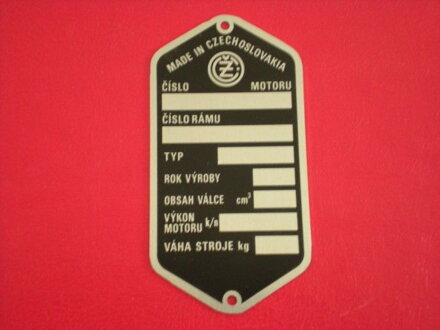 MADE IN CZECHOSLOVAKIA
ČZ
ČÍSLO MOTORU
ČÍSLO RÁMU
TYP
ROK VÝROBY
OBSAH VÁLCE cm³
VÝKON
MOTORU k/n
VÁHA STROJE kg